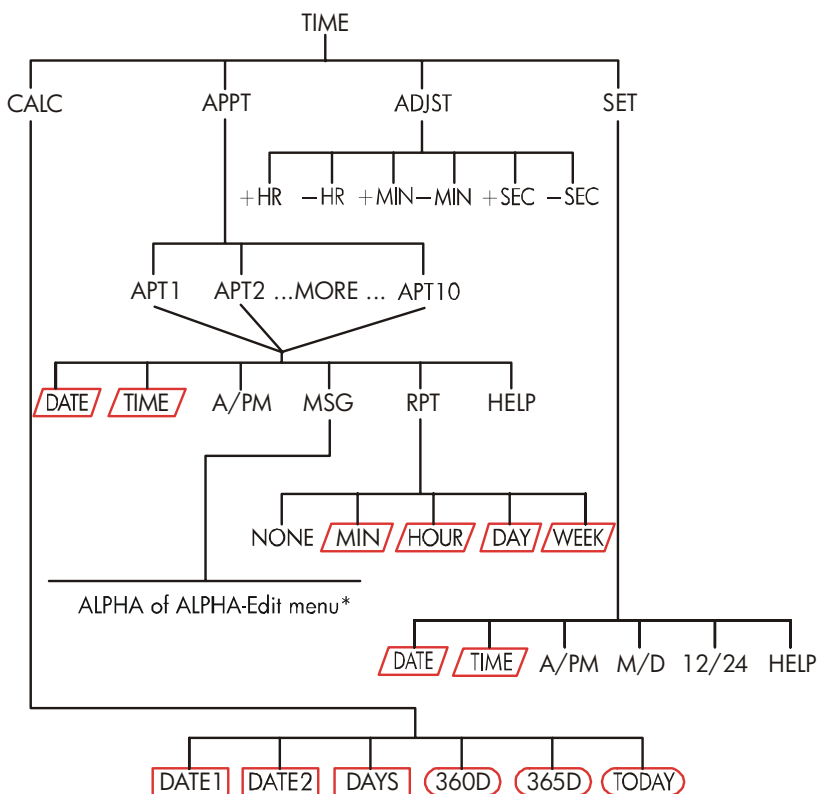 TIME
CALC APPT ADJST SET
+HR −HR +MIN −MIN +SEC −SEC
APT1 APT2 ...MORE ... APT10
DATE TIME A/PM MSG RPT HELP
NONE MIN HOUR DAY WEEK
ALPHA of ALPHA-Edit menu*
DATE TIME A/PM M/D 12/24 HELP
DATE1 DATE2 DAYS 360D 365D TODAY